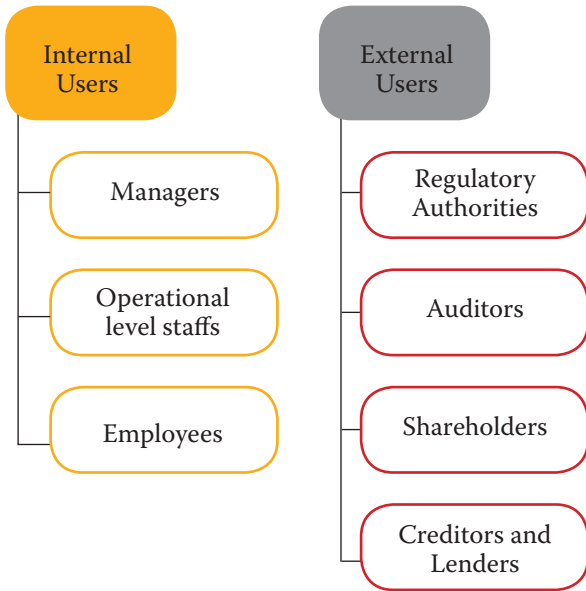 Internal
Users
Managers
Operational
level staffs
Employees
External
Users
Regulatory
Authorities
Auditors
Shareholders
Creditors and
Lenders